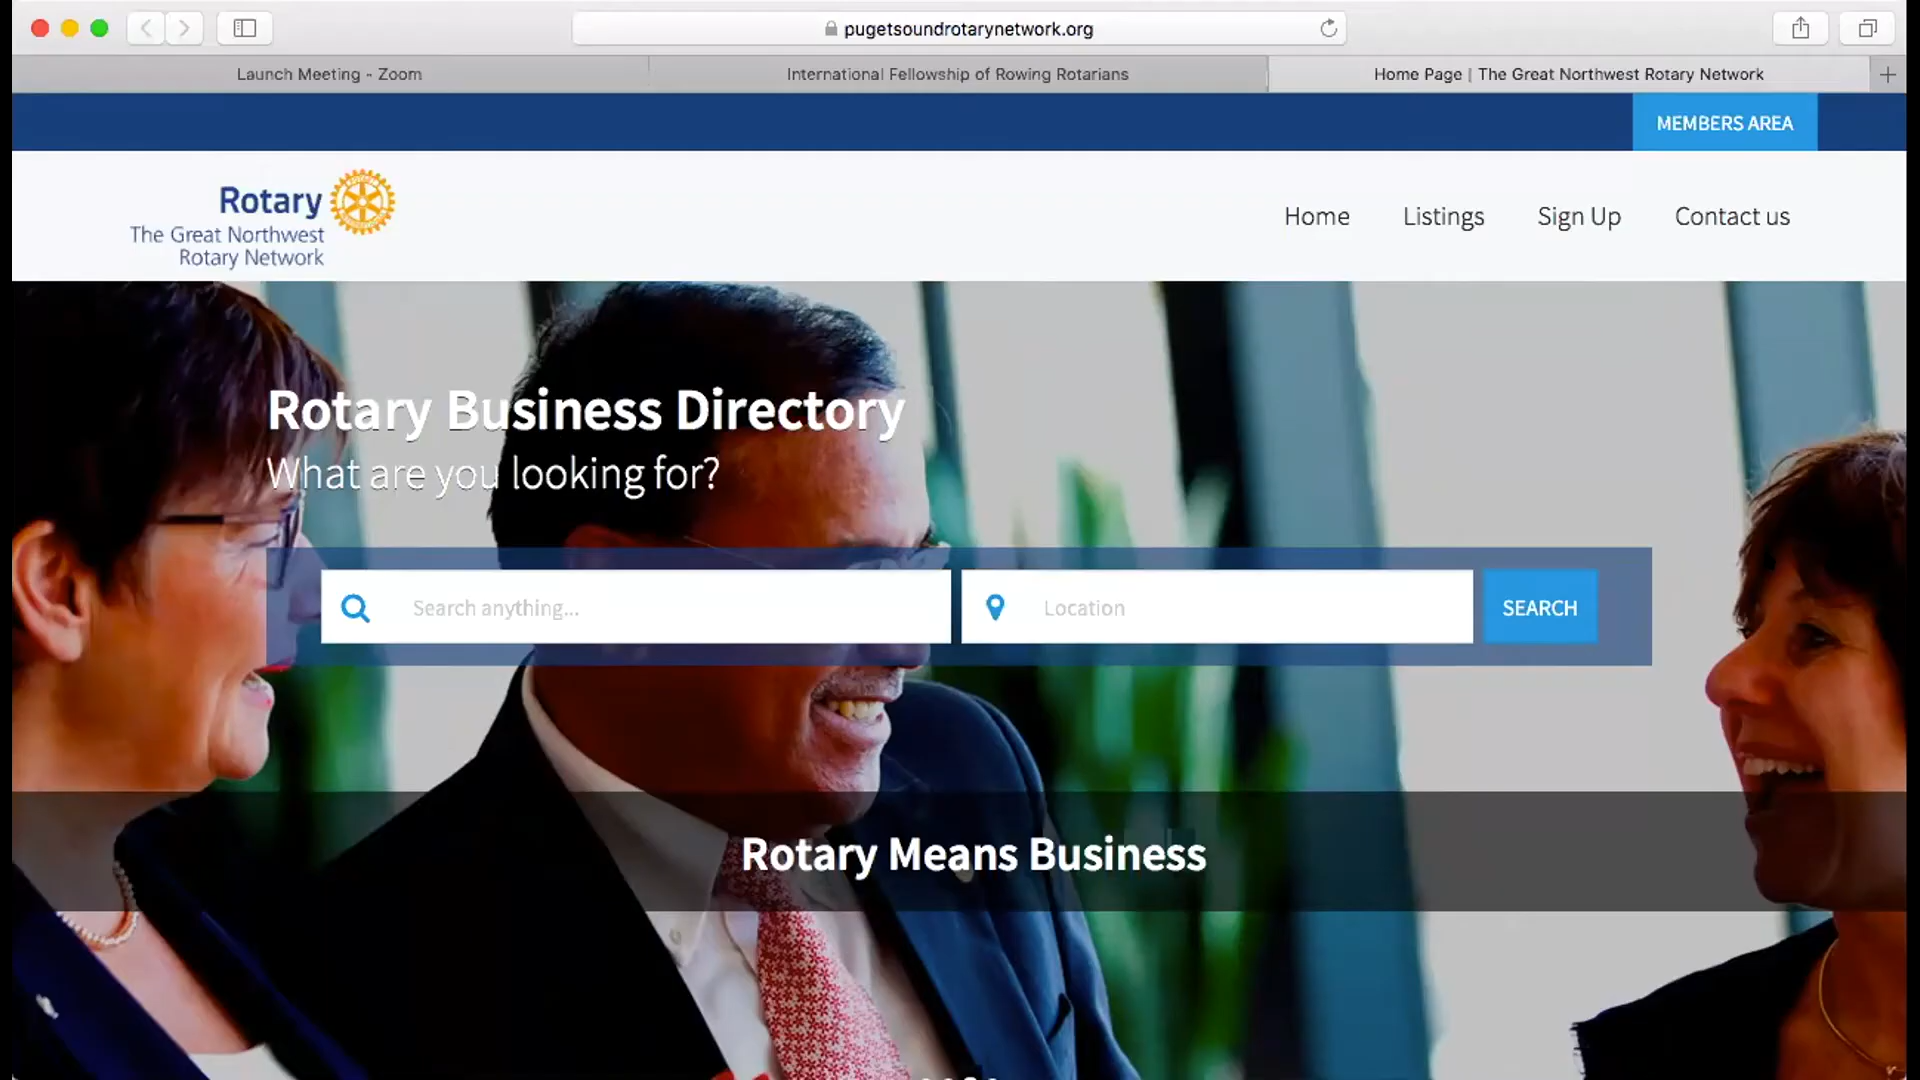 pugetsoundrotarynetwork.org
Launch Meeting - Zoom
International Fellowship of Rowing Rotarians
Home Page | The Great Northwest Rotary Network
MEMBERS AREA
Rotary
The Great Northwest
Rotary Network
Home
Listings
Sign Up
Contact us
Rotary Business Directory
What are you looking for?
Search anything...
Location
SEARCH
Rotary Means Business